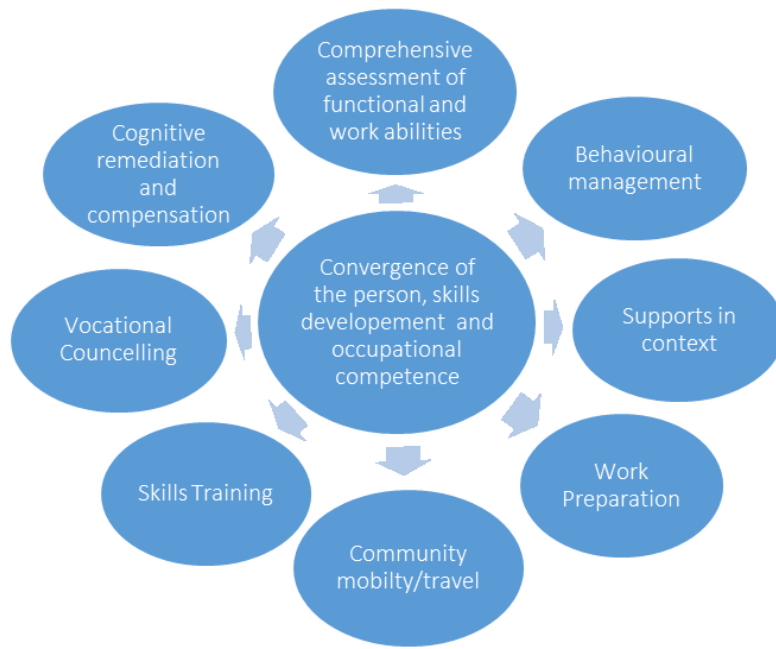 Comprehensive
assessment of
functional and
work abilities
Behavioural
management
Supports in
context
Work
Preparation
Community
mobilty/travel
Skills Training
Vocational
Councelling
Cognitive
remediation
and
compensation
Convergence of
the person, skills
developement and
occupational
competence